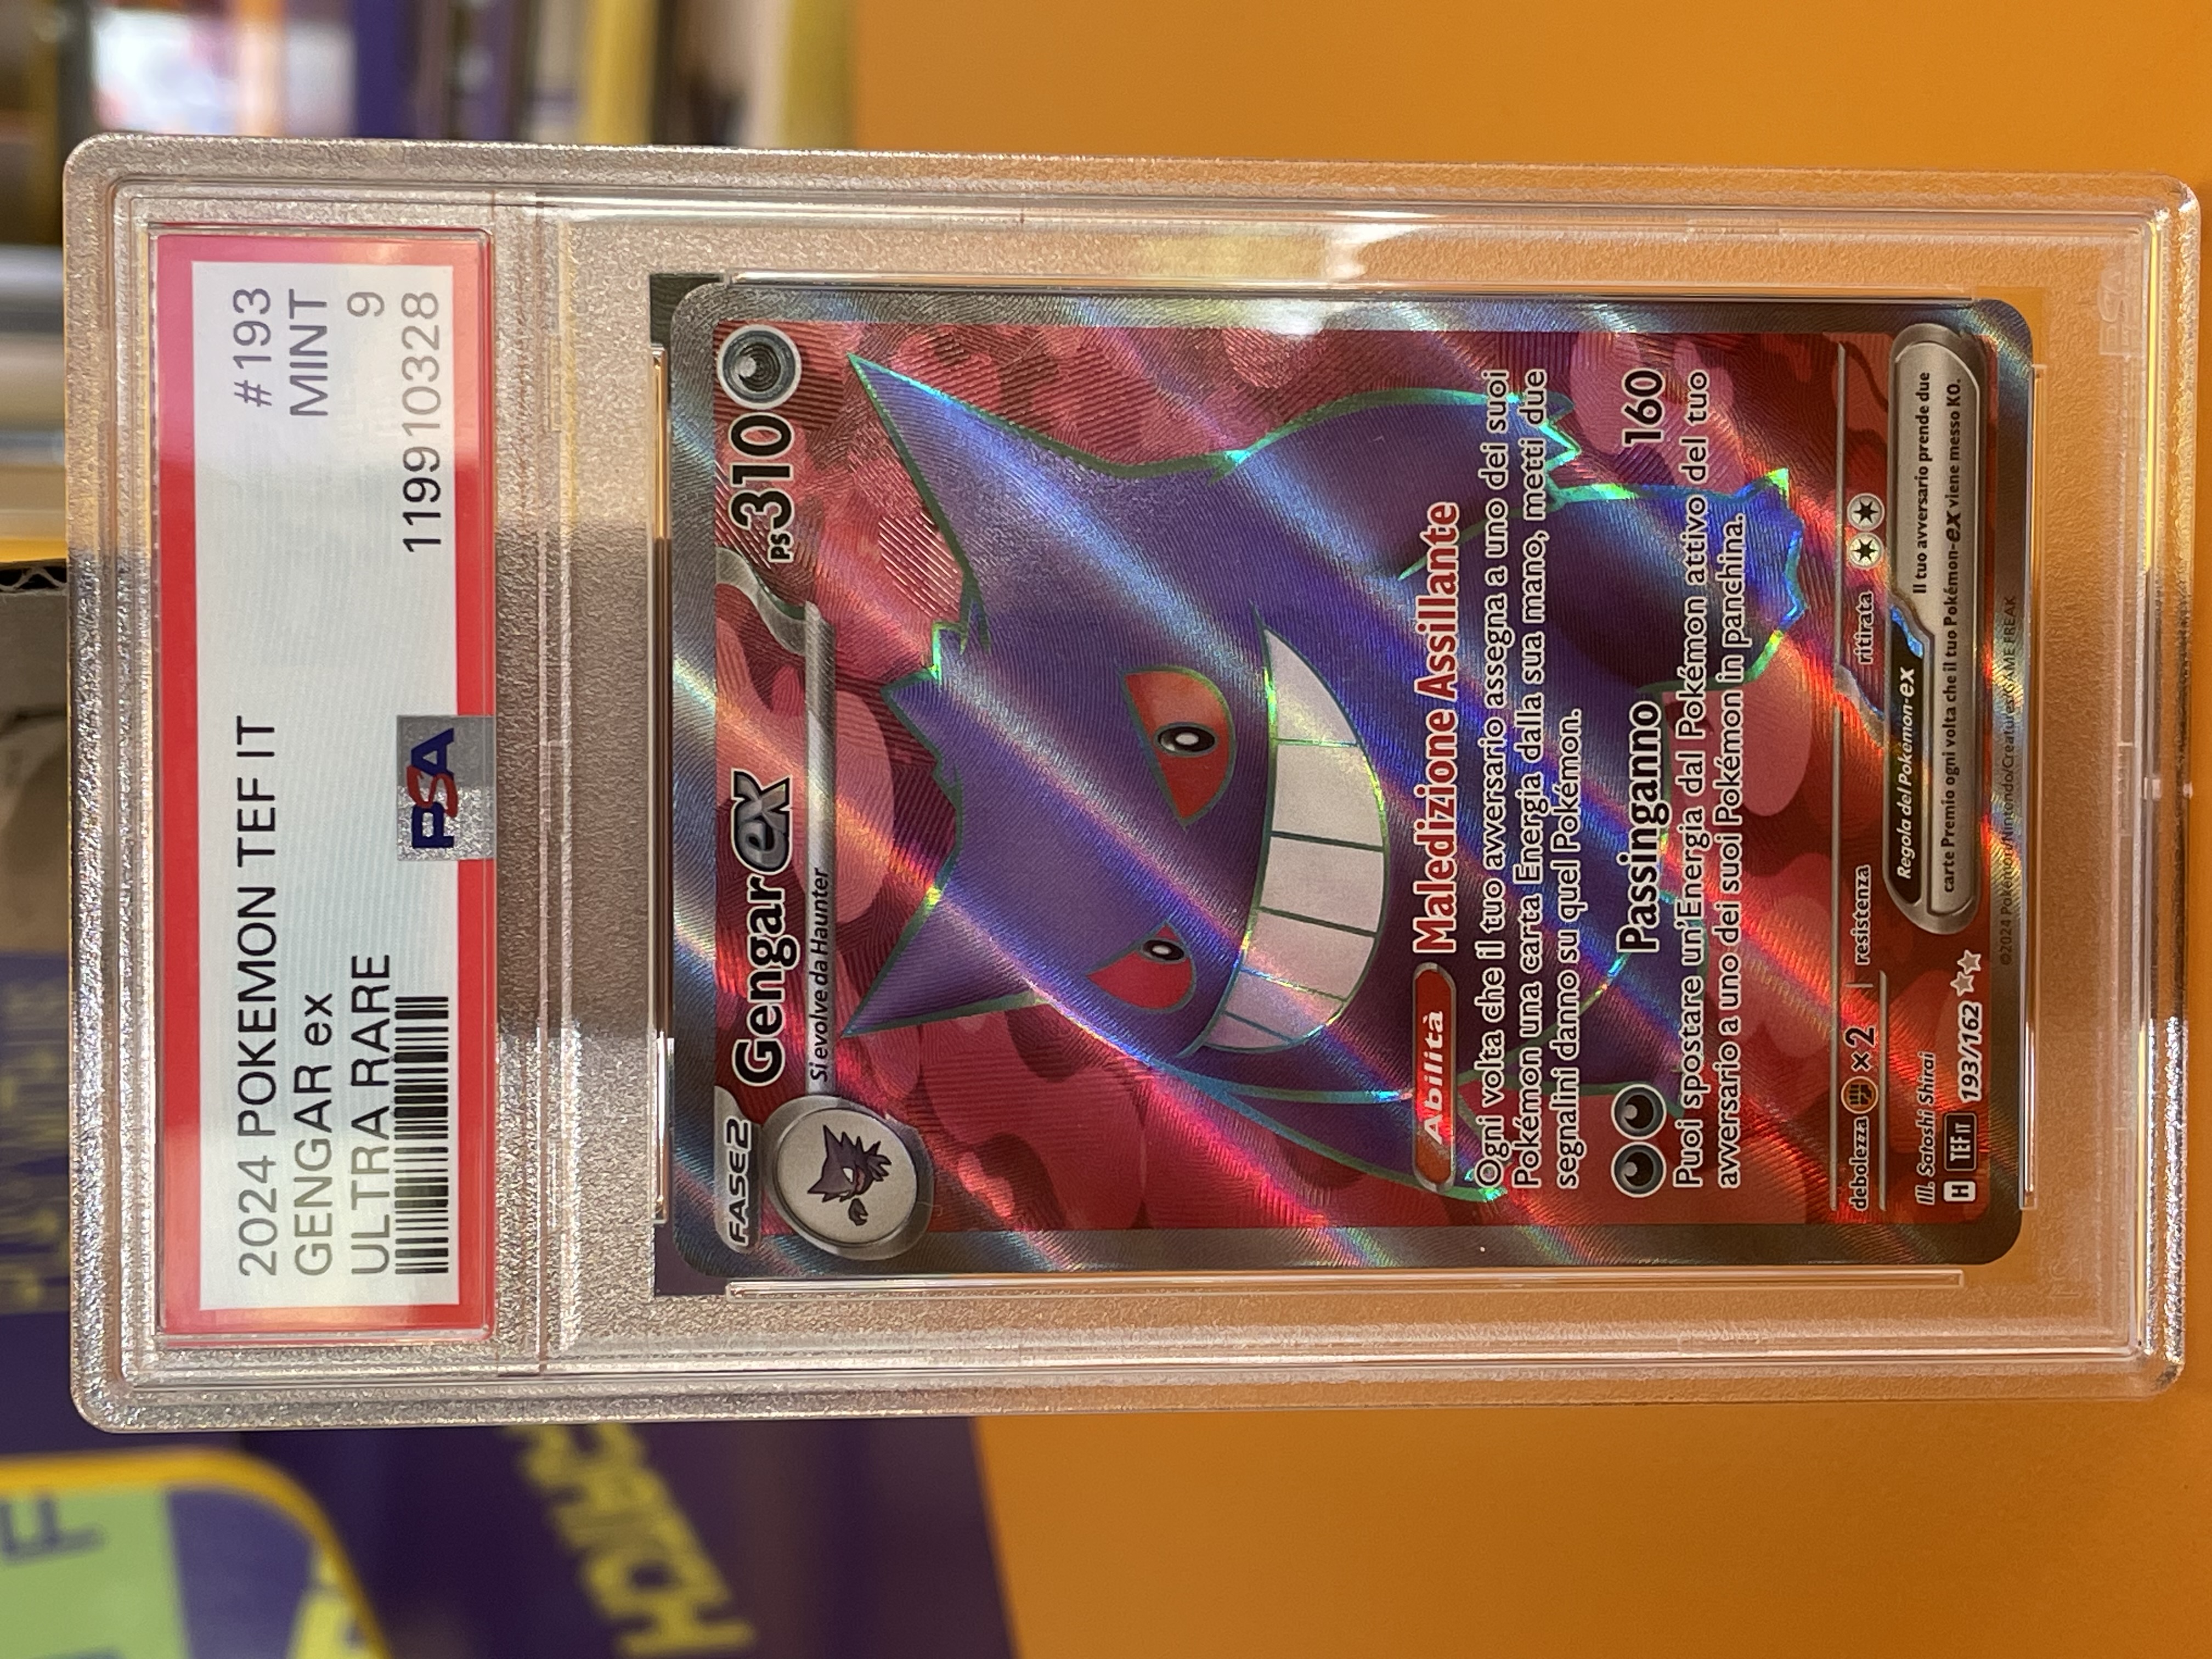 2024 POKEMON TEF IT #193
GENGAR ex MINT
ULTRA RARE 9
PSA 119910328
FASE 2 Gengar ex PS 310
Si evolve da Haunter
Abilità Maledizione Assillante
Ogni volta che il tuo avversario assegna a uno dei suoi
Pokémon una carta Energia dalla sua mano, metti due
segnalini danno su quel Pokémon.
Passinganno 160
Puoi spostare un'Energia dal Pokémon attivo del tuo
avversario a uno dei suoi Pokémon in panchina.
debolezza ×2 resistenza ritirata
Ill. Satoshi Shirai
H TEF IT 193/162
Regola dei Pokémon-ex Il tuo avversario prende due
carte Premio ogni volta che il tuo Pokémon-ex viene messo KO.
©2024 Pokémon/Nintendo/Creatures/GAME FREAK